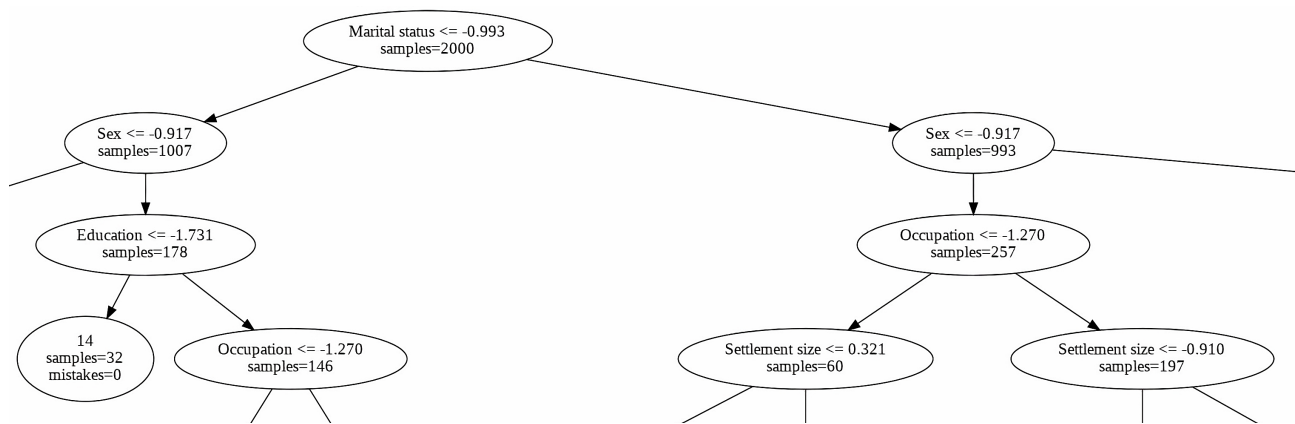 Marital status <= -0.993
samples=2000
Sex <= -0.917
samples=1007
Sex <= -0.917
samples=993
Education <= -1.731
samples=178
Occupation <= -1.270
samples=257
14
samples=32
mistakes=0
Occupation <= -1.270
samples=146
Settlement size <= 0.321
samples=60
Settlement size <= -0.910
samples=197